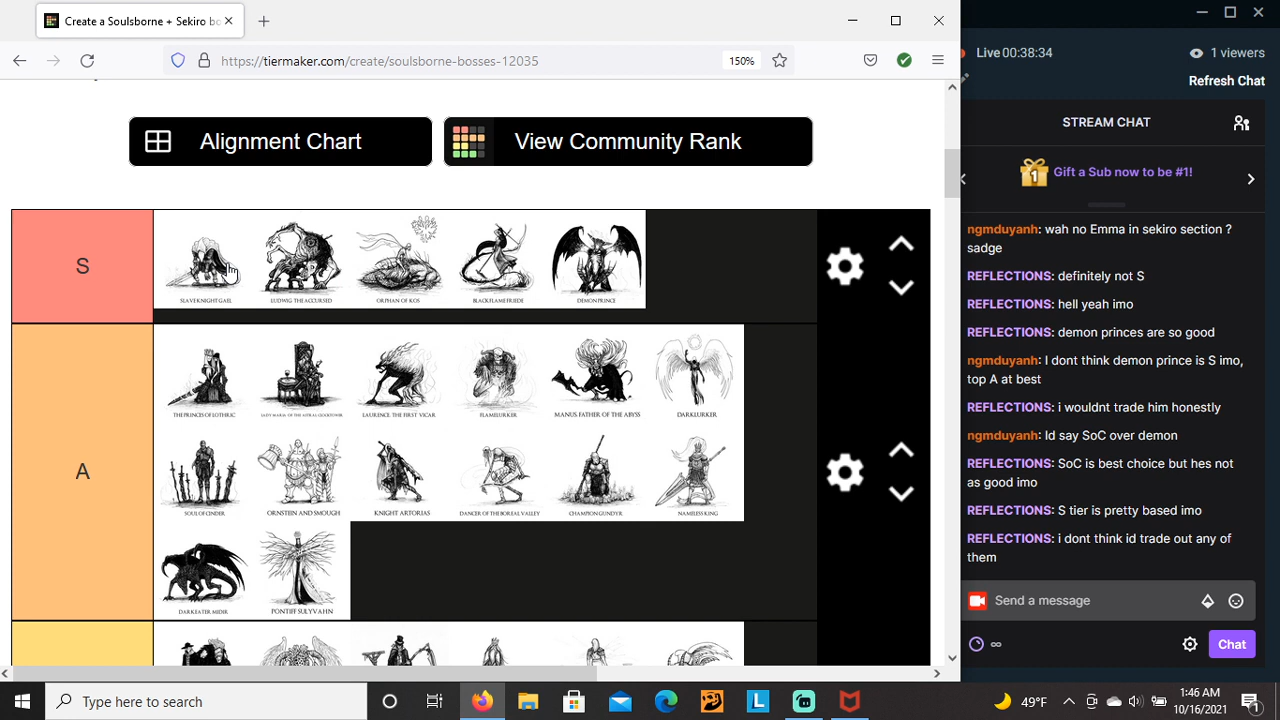 Create a Soulsborne + Sekiro bo
https://tiermaker.com/create/soulsborne-bosses-12035
150%
Live 00:38:34
1 viewers
Refresh Chat
STREAM CHAT
1 Gift a Sub now to be #1!
Alignment Chart
View Community Rank
S
SLAVE KNIGHT GAEL
LUDWIG THE ACCURSED
ORPHAN OF KOS
BLACKFLAME FRIEDE
DEMON PRINCE
A
THE PRINCES OF LOTHRIC
LADY MARIA OF THE ASTRAL CLOCKTOWER
LAURENCE THE FIRST VICAR
FLAMELURKER
MANUS FATHER OF THE ABYSS
DARKLURKER
SOUL OF CINDER
ORNSTEIN AND SMOUGH
KNIGHT ARTORIAS
DANCER OF THE BOREAL VALLEY
CHAMPION GUNDYR
NAMELESS KING
DARKEATER MIDIR
PONTIFF SULYVAHN
ngmduyanh: wah no Emma in sekiro section ?
sadge
REFLECTIONS: definitely not S
REFLECTIONS: hell yeah imo
REFLECTIONS: demon princes are so good
ngmduyanh: I dont think demon prince is S imo,
top A at best
REFLECTIONS: i wouldnt trade him honestly
ngmduyanh: Id say SoC over demon
REFLECTIONS: SoC is best choice but hes not
as good imo
REFLECTIONS: S tier is pretty based imo
REFLECTIONS: i dont think id trade out any of
them
Send a message
Chat
Type here to search
49°F
1:46 AM
10/16/2021
1